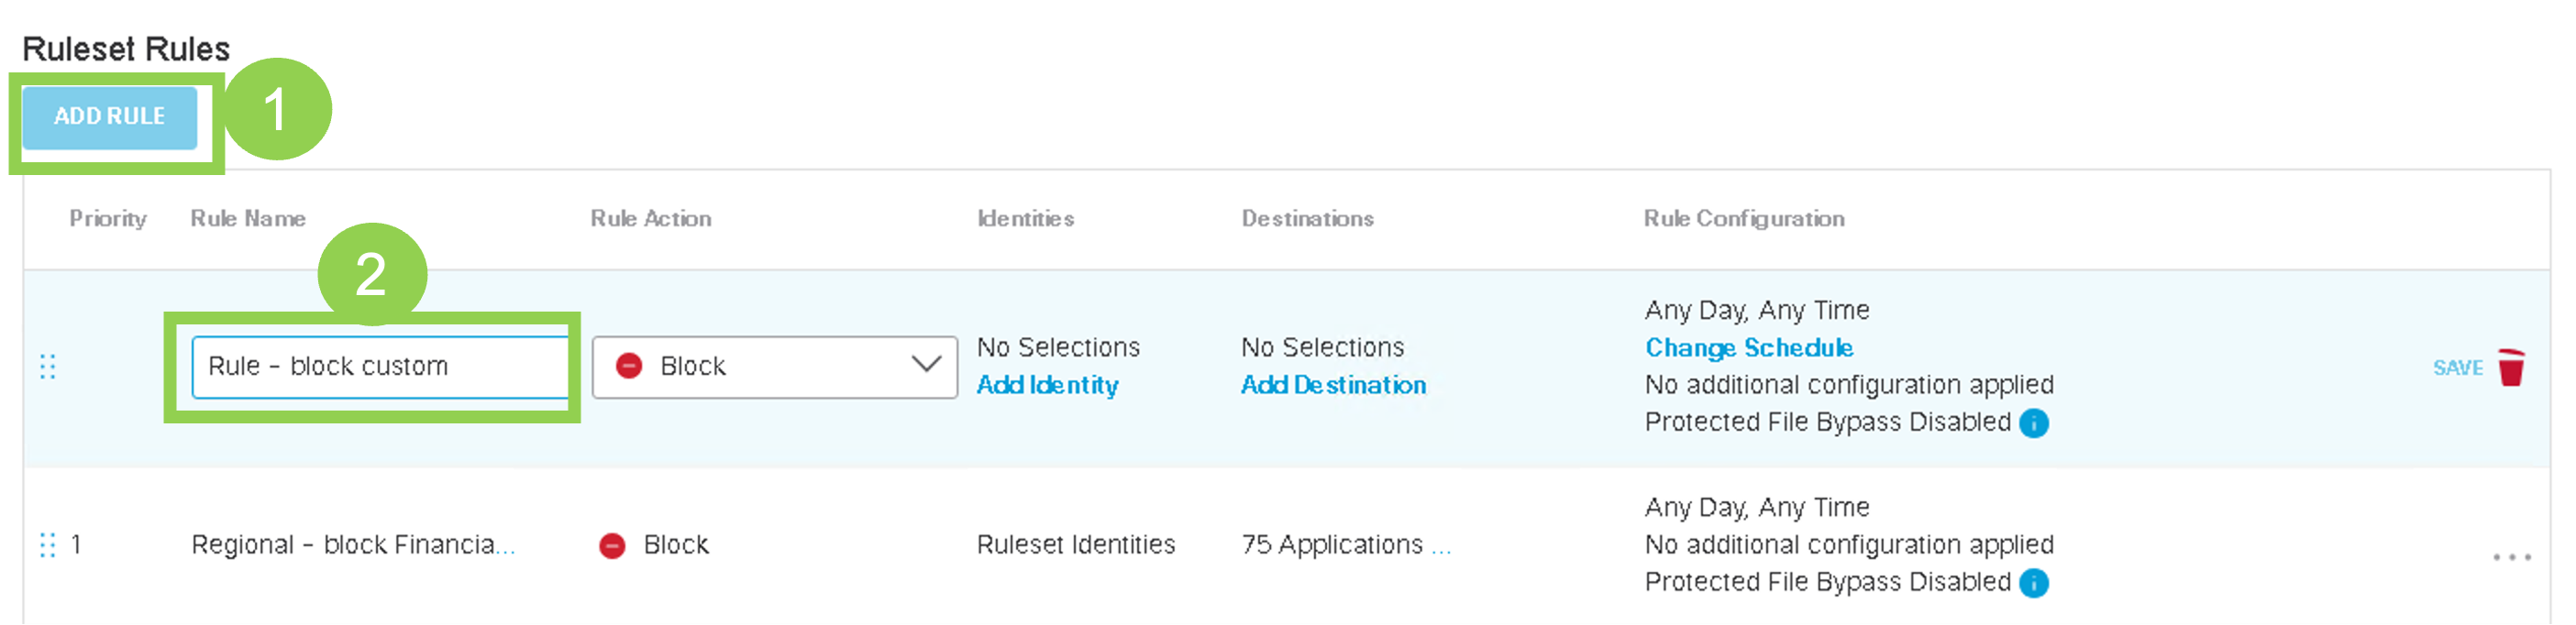 Ruleset Rules
ADD RULE
1
Priority Rule Name Rule Action Identities Destinations Rule Configuration
2
Rule - block custom
Block
No Selections
Add Identity
No Selections
Add Destination
Any Day, Any Time
Change Schedule
No additional configuration applied
Protected File Bypass Disabled
SAVE
1 Regional - block Financia... Block Ruleset Identities 75 Applications ...
Any Day, Any Time
No additional configuration applied
Protected File Bypass Disabled